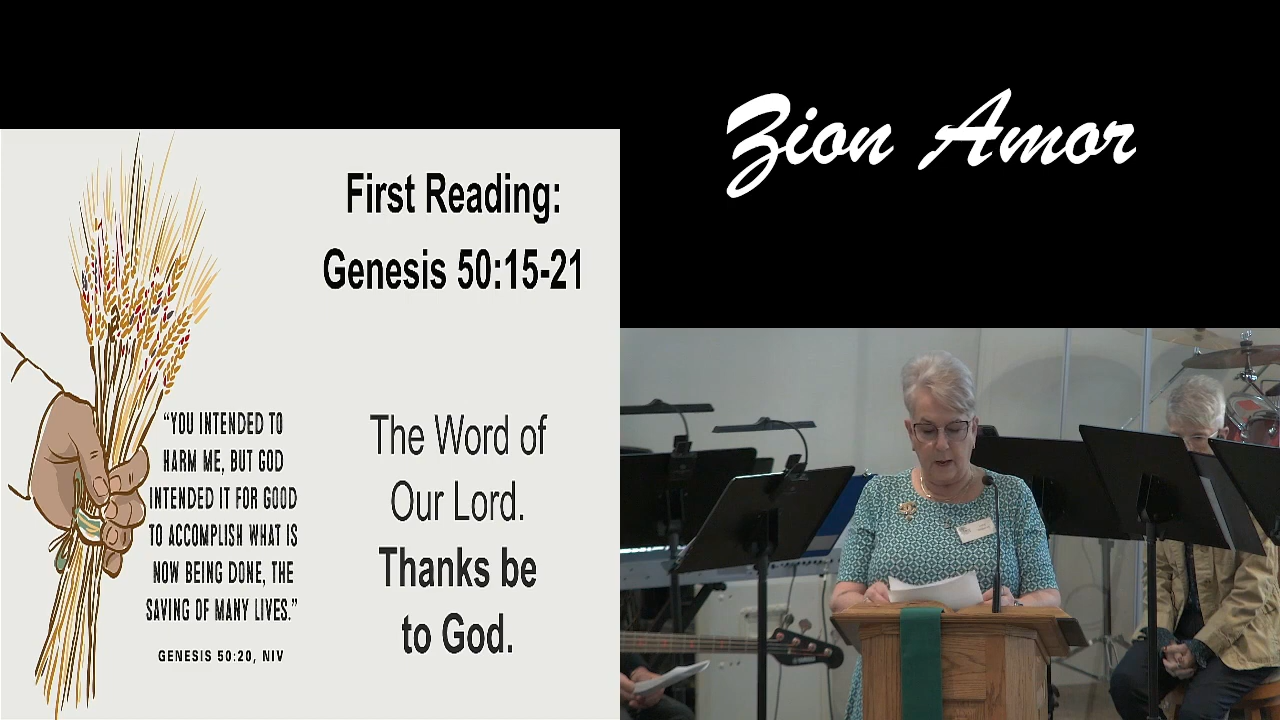 Zion Amor
First Reading:
Genesis 50:15-21
“YOU INTENDED TO
HARM ME, BUT GOD
INTENDED IT FOR GOOD
TO ACCOMPLISH WHAT IS
NOW BEING DONE, THE
SAVING OF MANY LIVES.”
GENESIS 50:20, NIV
The Word of
Our Lord.
Thanks be
to God.